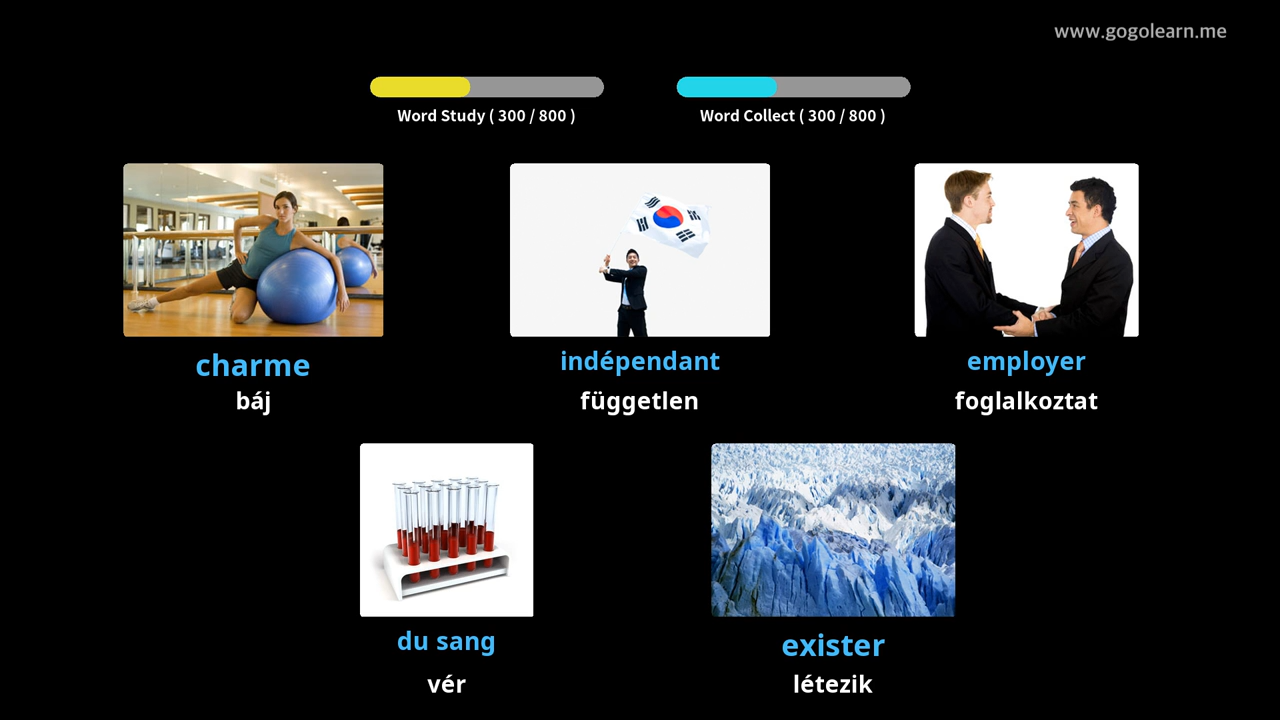 www.gogolearn.me
Word Study ( 300 / 800 )
Word Collect ( 300 / 800 )
charme
báj
indépendant
független
employer
foglalkoztat
du sang
vér
exister
létezik